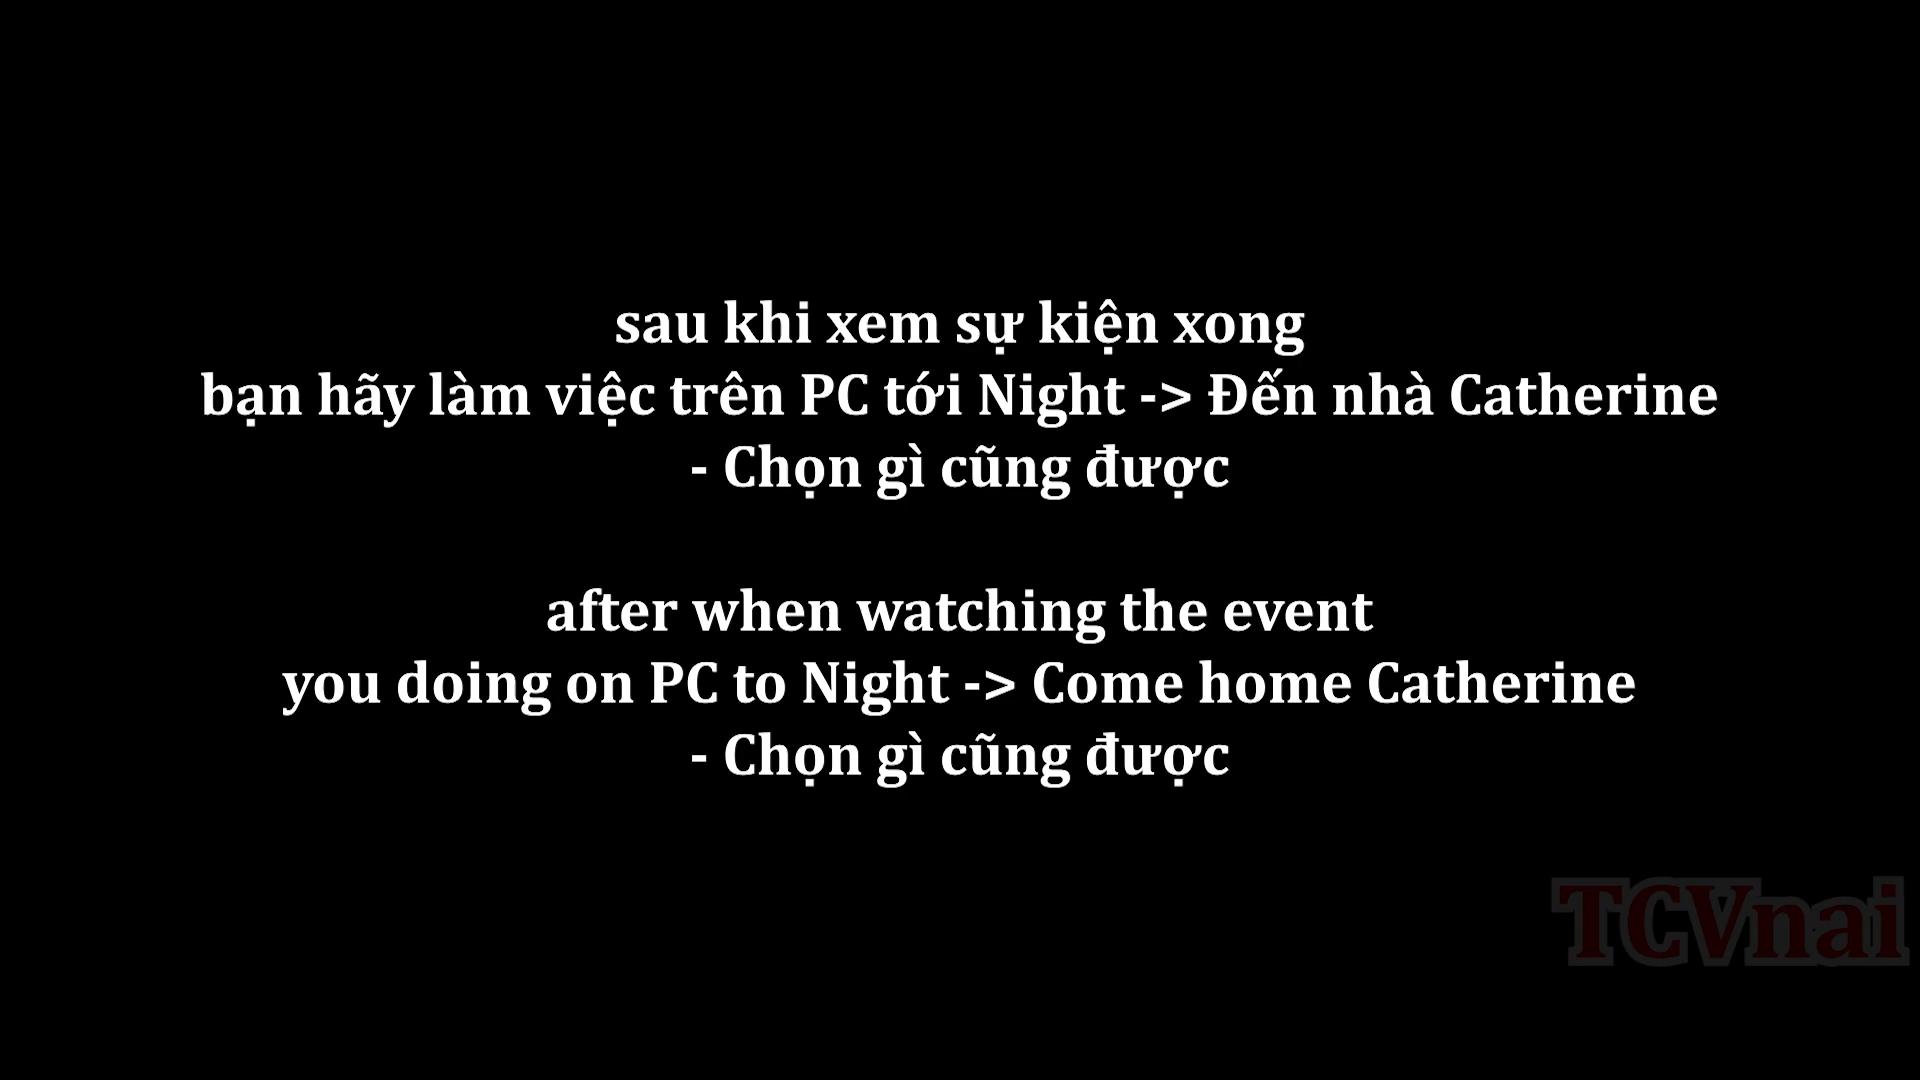 sau khi xem sự kiện xong
bạn hãy làm việc trên PC tới Night -> Đến nhà Catherine
- Chọn gì cũng được
after when watching the event
you doing on PC to Night -> Come home Catherine
- Chọn gì cũng được
TCVnai